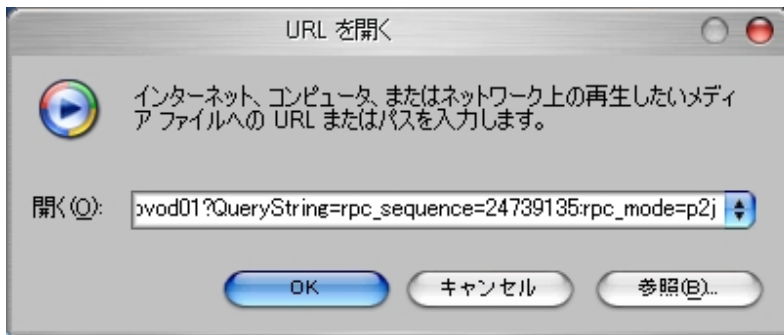 URL を開く
インターネット、コンピュータ、またはネットワーク上の再生したいメディ
ア ファイルへの URL またはパスを入力します。
開く(O): ovod01?QueryString=rpc_sequence=24739135:rpc_mode=p2j
OK キャンセル 参照(B)...